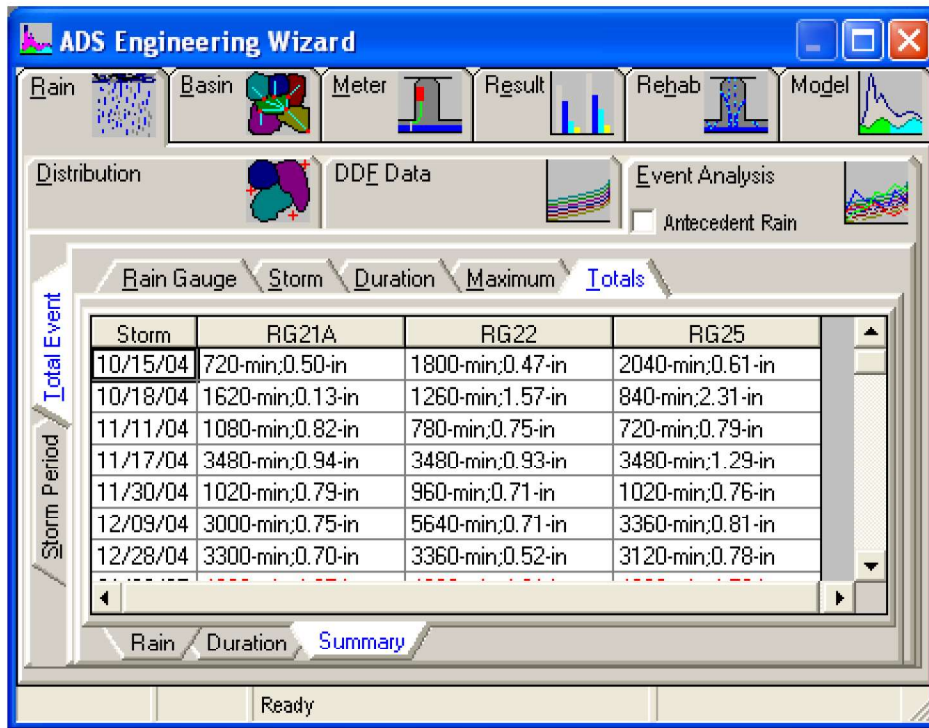 ADS Engineering Wizard
Rain Basin Meter Result Rehab Model
Distribution DDF Data Event Analysis
Antecedent Rain
Total Event
Storm Period
Rain Gauge Storm Duration Maximum Totals
Storm RG21A RG22 RG25
10/15/04 720-min;0.50-in 1800-min;0.47-in 2040-min;0.61-in
10/18/04 1620-min;0.13-in 1260-min;1.57-in 840-min;2.31-in
11/11/04 1080-min;0.82-in 780-min;0.75-in 720-min;0.79-in
11/17/04 3480-min;0.94-in 3480-min;0.93-in 3480-min;1.29-in
11/30/04 1020-min;0.79-in 960-min;0.71-in 1020-min;0.76-in
12/09/04 3000-min;0.75-in 5640-min;0.71-in 3360-min;0.81-in
12/28/04 3300-min;0.70-in 3360-min;0.52-in 3120-min;0.78-in
Rain Duration Summary
Ready